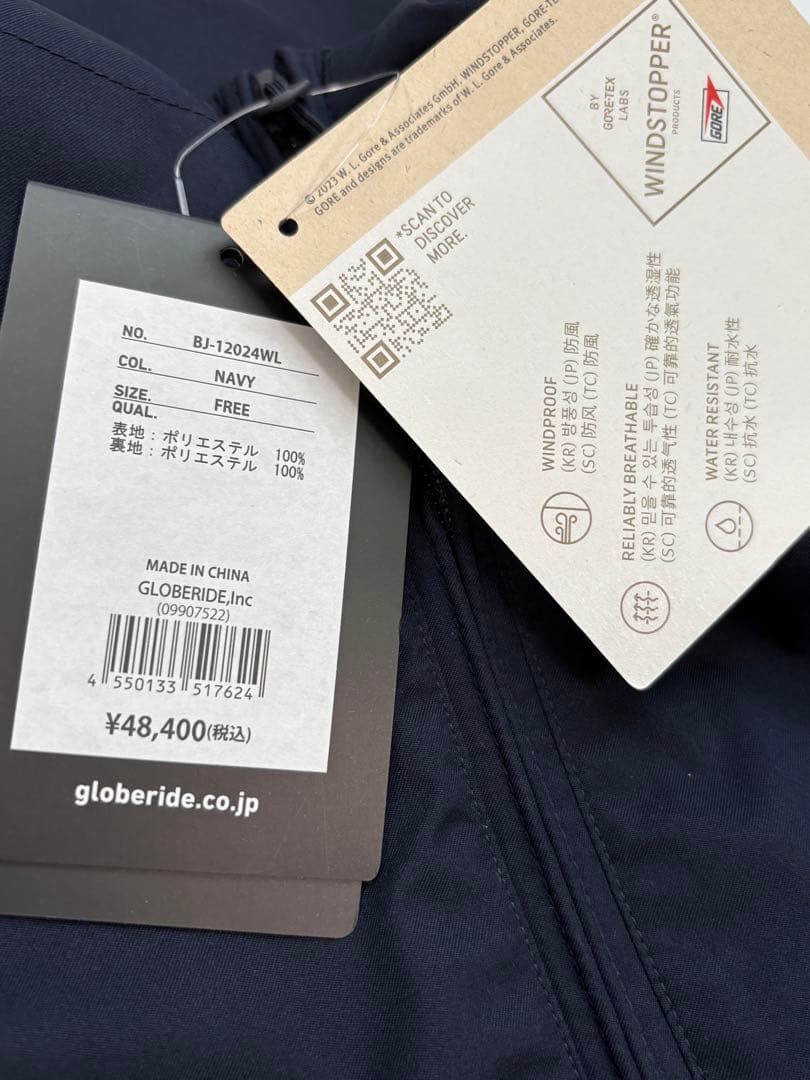 NO. BJ-12024WL
COL. NAVY
SIZE. FREE
QUAL.
表地：ポリエステル 100%
裏地：ポリエステル 100%
MADE IN CHINA
GLOBERIDE,Inc
(09907522)
4 550133 517624
¥48,400(税込)
globeride.co.jp
© 2023 W. L. Gore & Associates GmbH. WINDSTOPPER, GORE-TE
GORE and designs are trademarks of W. L. Gore & Associates.
*SCAN TO
DISCOVER
MORE.
BY
GORE-TEX
LABS
WINDSTOPPER®
PRODUCTS
GORE
WINDPROOF
(KR) 방풍성 (JP) 防風
(SC) 防风 (TC) 防風
RELIABLY BREATHABLE
(KR) 믿을 수 있는 투습성 (JP) 確かな透湿性
(SC) 可靠的透气性 (TC) 可靠的透氣功能
WATER RESISTANT
(KR) 내수성 (JP) 耐水性
(SC) 抗水 (TC) 抗水